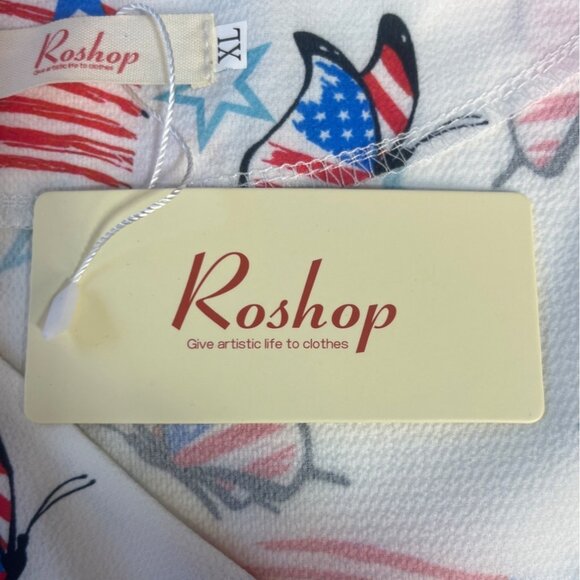 Roshop
Give artistic life to clothes
XL
Roshop
Give artistic life to clothes